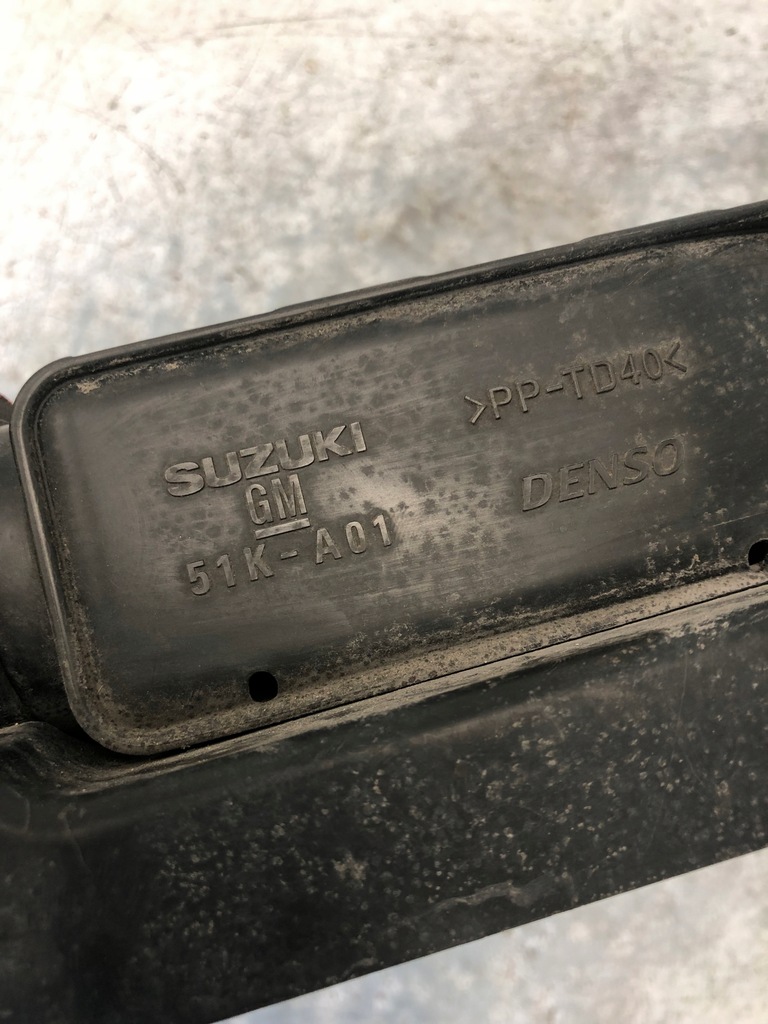 SUZUKI
GM
51K-A01
>PP-TD40<
DENSO